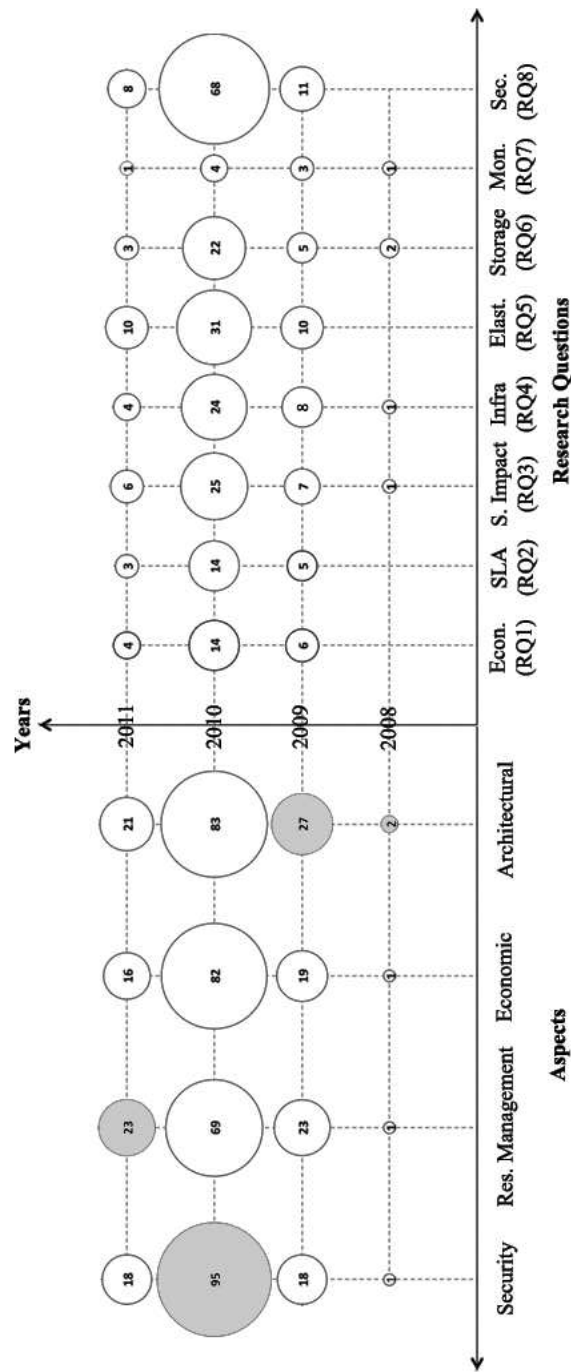 Years
2011
2010
2009
2008
18 23 16 21 4 3 6 4 10 3 1 8
95 69 82 83 14 14 25 24 31 22 4 68
18 23 19 27 6 5 7 8 10 5 3 11
1 1 1 2 1 1 2 1
Security Res. Management Economic Architectural
Econ. SLA S. Impact Infra Elast. Storage Mon. Sec.
(RQ1) (RQ2) (RQ3) (RQ4) (RQ5) (RQ6) (RQ7) (RQ8)
Aspects
Research Questions